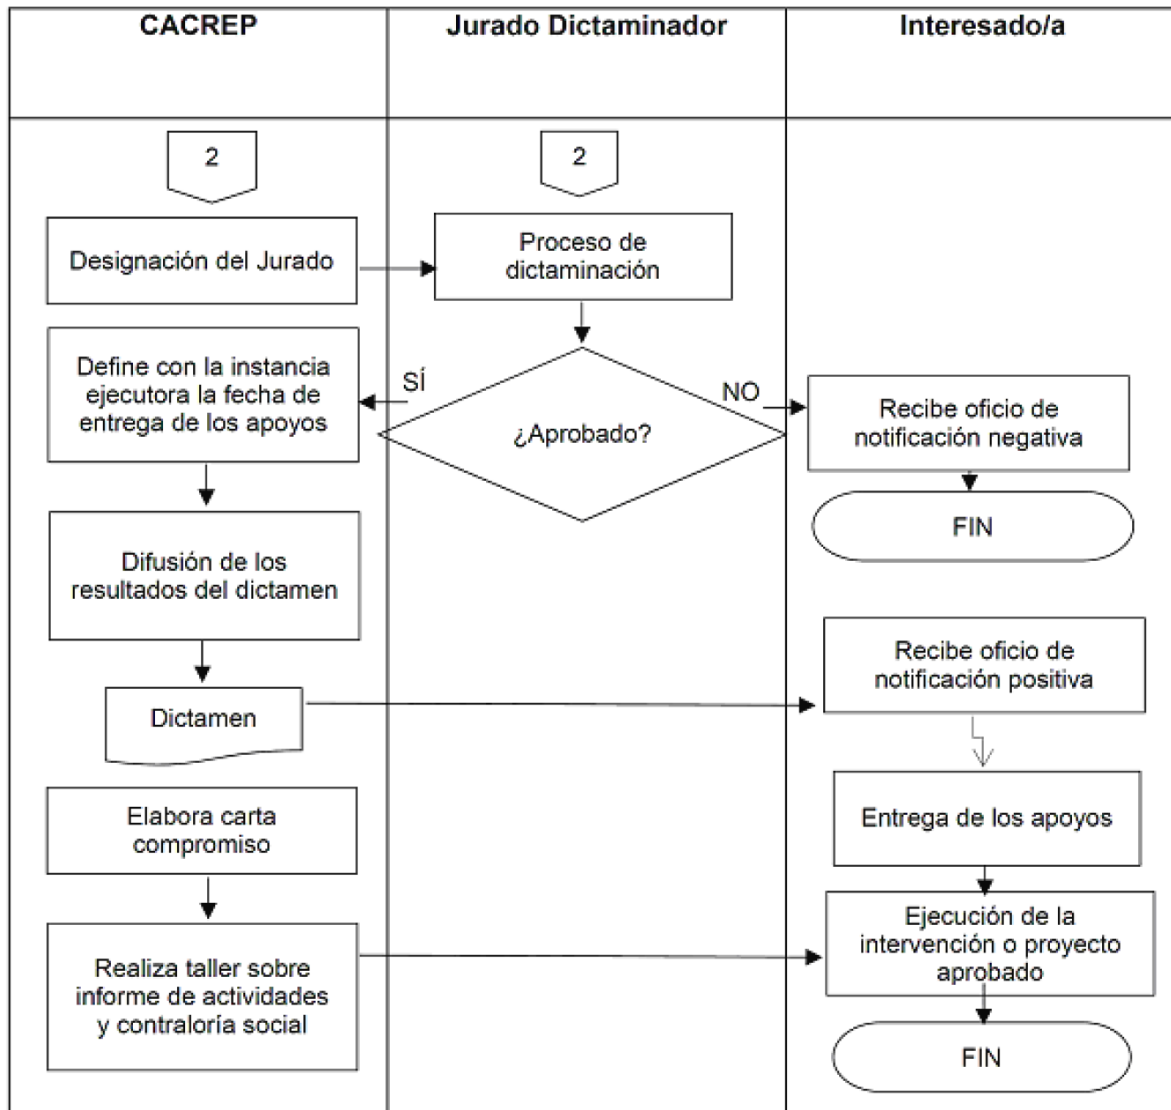 CACREP
Jurado Dictaminador
Interesado/a
2
2
Designación del Jurado
Proceso de
dictaminación
Define con la instancia
ejecutora la fecha de
entrega de los apoyos
SÍ
¿Aprobado?
NO
Recibe oficio de
notificación negativa
FIN
Difusión de los
resultados del dictamen
Recibe oficio de
notificación positiva
Dictamen
Elabora carta
compromiso
Entrega de los apoyos
Realiza taller sobre
informe de actividades
y contraloría social
Ejecución de la
intervención o proyecto
aprobado
FIN